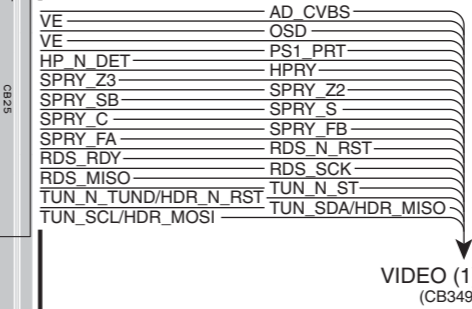 AD_CVBS
VE
OSD
VE
PS1_PRT
HP_N_DET
HPRY
SPRY_Z3
SPRY_Z2
SPRY_SB
SPRY_S
SPRY_C
SPRY_FB
SPRY_FA
RDS_N_RST
RDS_RDY
RDS_SCK
RDS_MISO
TUN_N_ST
TUN_N_TUND/HDR_N_RST
TUN_SDA/HDR_MISO
TUN_SCL/HDR_MOSI
CB25
VIDEO (1
(CB349